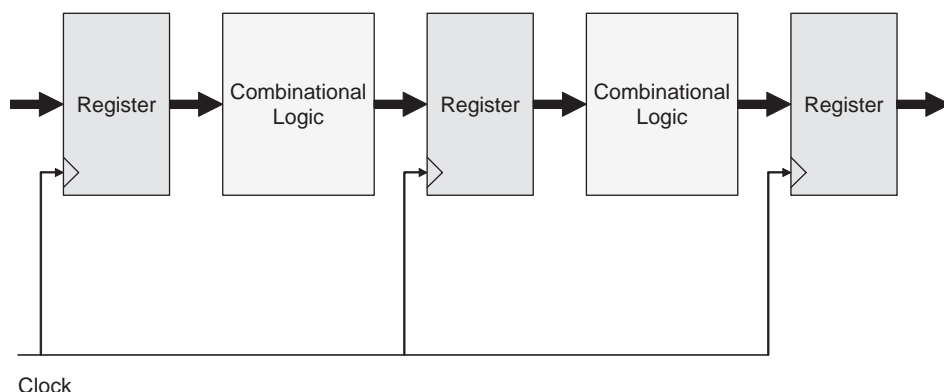 Register
Combinational
Logic
Register
Combinational
Logic
Register
Clock